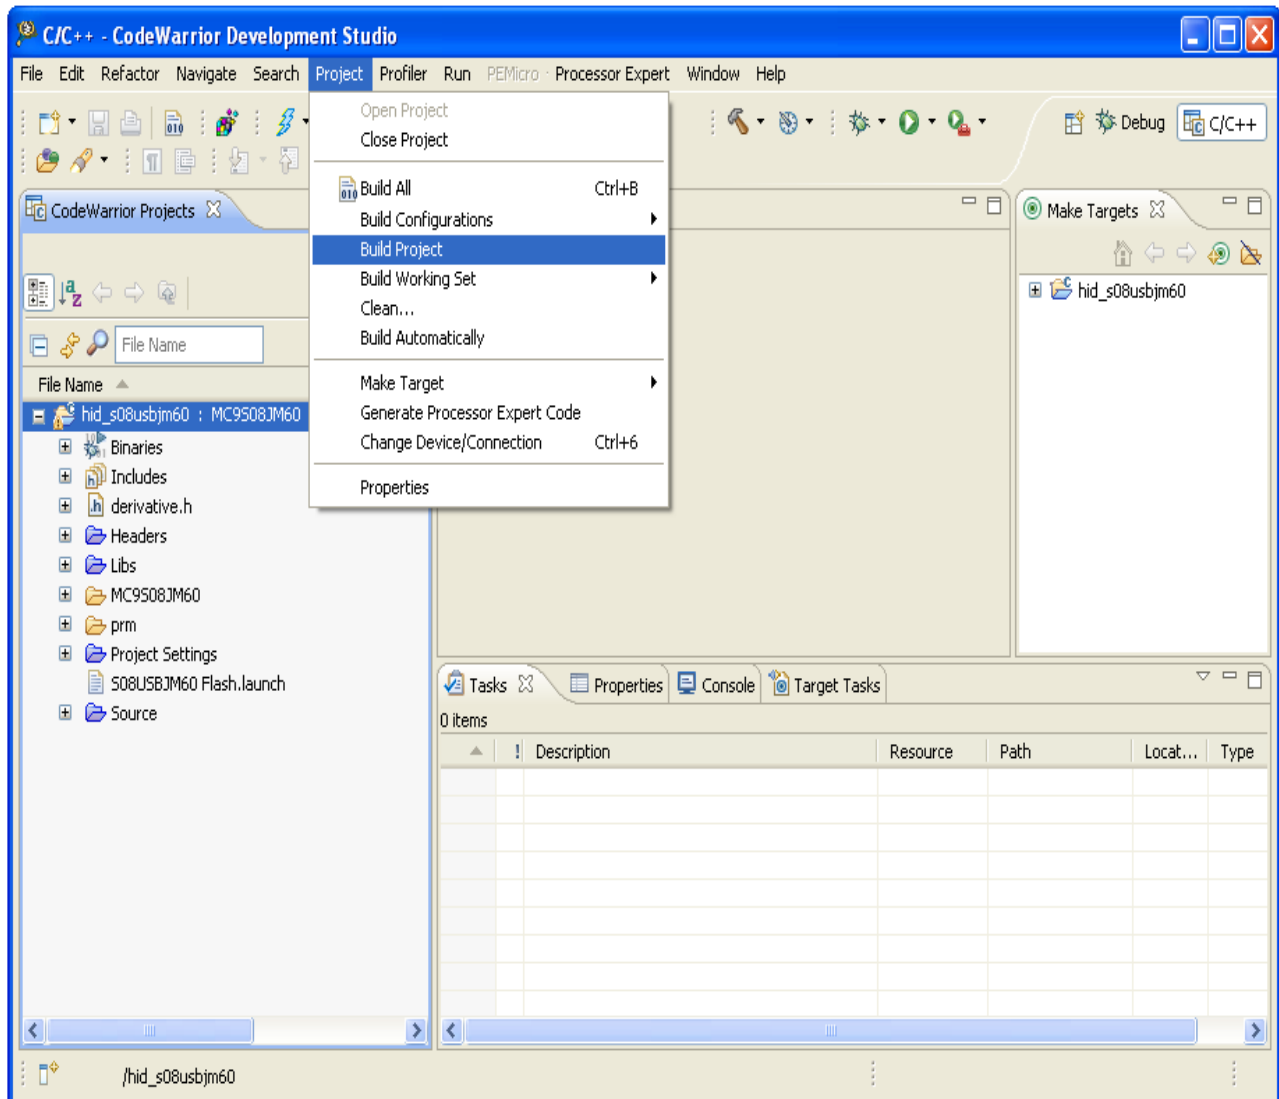 C/C++ - CodeWarrior Development Studio
File Edit Refactor Navigate Search Project Profiler Run PEMicro Processor Expert Window Help
Open Project
Close Project
Debug C/C++
Build All Ctrl+B
CodeWarrior Projects
Make Targets
Build Configurations
Build Project
Build Working Set
hid_s08usbjm60
Clean...
Build Automatically
File Name
File Name
Make Target
hid_s08usbjm60 : MC9S08JM60
Generate Processor Expert Code
Change Device/Connection Ctrl+6
Binaries
Includes
Properties
derivative.h
Headers
Libs
MC9S08JM60
prm
Project Settings
S08USBJM60 Flash.launch
Source
Tasks Properties Console Target Tasks
0 items
! Description Resource Path Locat... Type
/hid_s08usbjm60